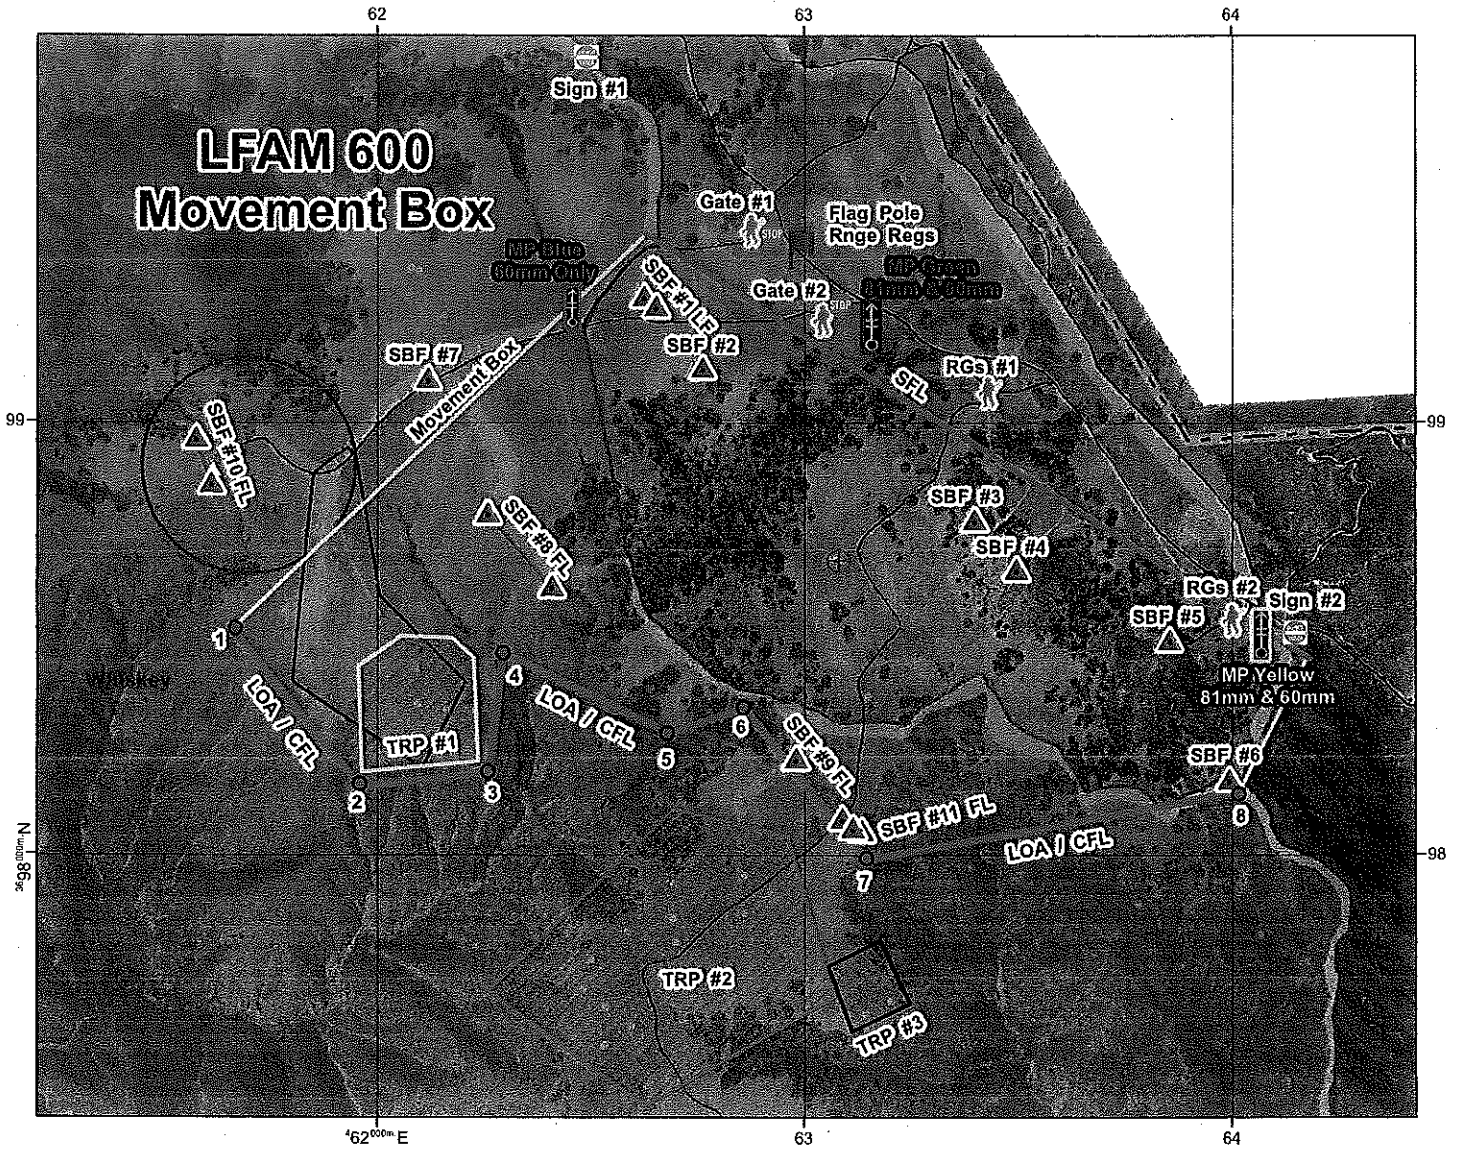 62
63
64
Sign #1
LFAM 600
Movement Box
Gate #1
STOP
Flag Pole
Rnge Regs
MP Blue
60mm Only
MP Green
81mm & 60mm
SBF #1 LF
Gate #2
STOP
SBF #2
SBF #7
Movement Box
SFL
RGs #1
99
99
SBF #10 FL
SBF #3
SBF #8 FL
SBF #4
RGs #2
Sign #2
SBF #5
1
Whiskey
4
MP Yellow
81mm & 60mm
LOA / CFL
LOA / CFL
6
TRP #1
5
SBF #9 FL
SBF #6
2
3
8
SBF #11 FL
LOA / CFL
3698000m.N
98
7
TRP #2
TRP #3
462000m.E
63
64